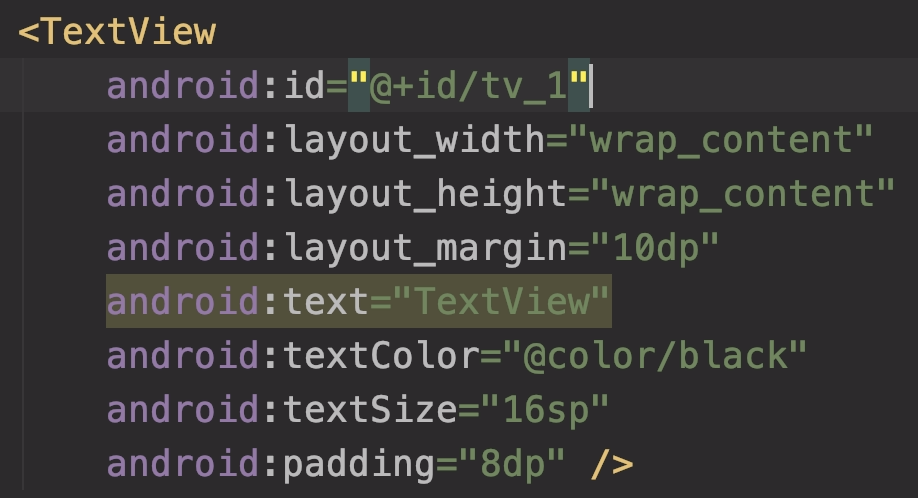 <TextView
android:id="@+id/tv_1"
android:layout_width="wrap_content"
android:layout_height="wrap_content"
android:layout_margin="10dp"
android:text="TextView"
android:textColor="@color/black"
android:textSize="16sp"
android:padding="8dp" />